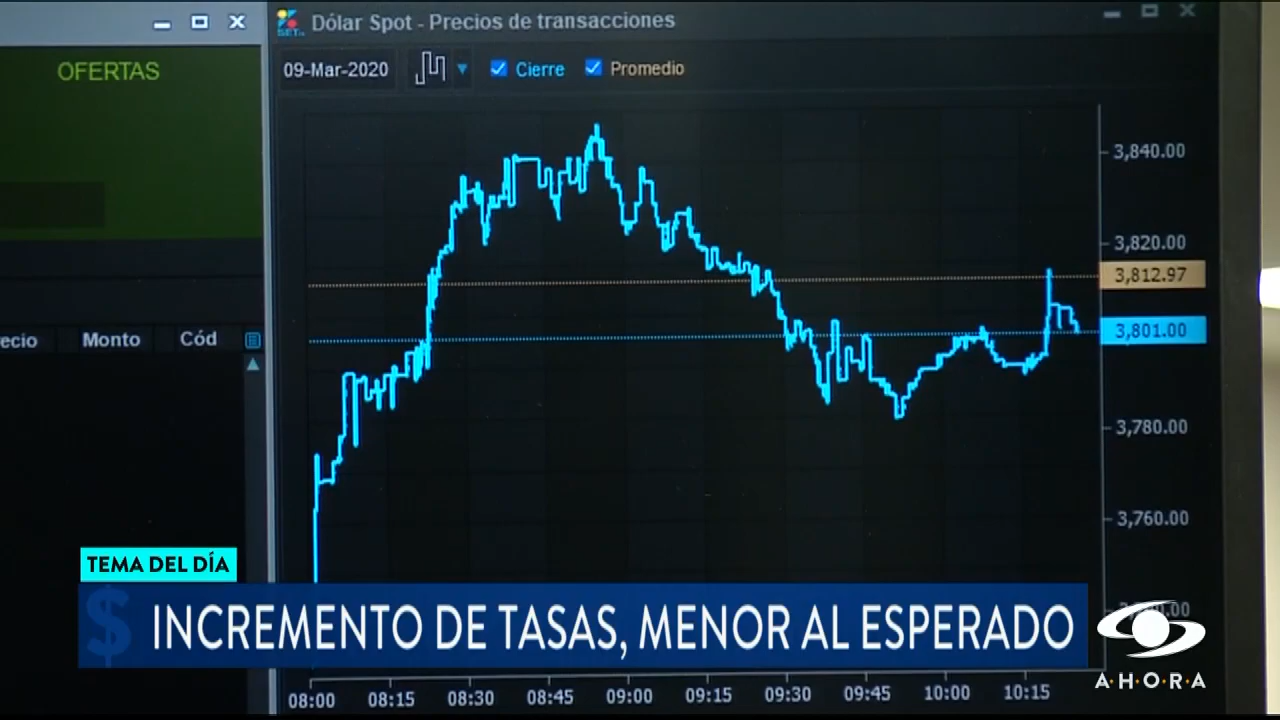 OFERTAS
Dólar Spot - Precios de transacciones
09-Mar-2020
Cierre
Promedio
3,840.00
3,820.00
3,812.97
3,801.00
3,780.00
3,760.00
ecio Monto Cód
TEMA DEL DÍA
$ INCREMENTO DE TASAS, MENOR AL ESPERADO
A·H·O·R·A
08:00 08:15 08:30 08:45 09:00 09:15 09:30 09:45 10:00 10:15